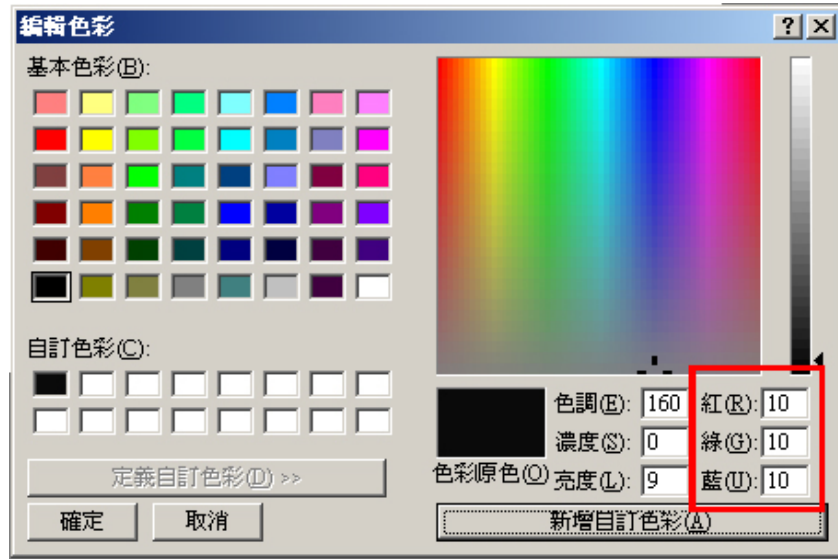 編輯色彩
基本色彩(B):
自訂色彩(C):
定義自訂色彩(D) >>
確定 取消
色彩|原色(O)
色調(E): 160 紅(R): 10
濃度(S): 0 綠(G): 10
亮度(L): 9 藍(U): 10
新增自訂色彩(A)